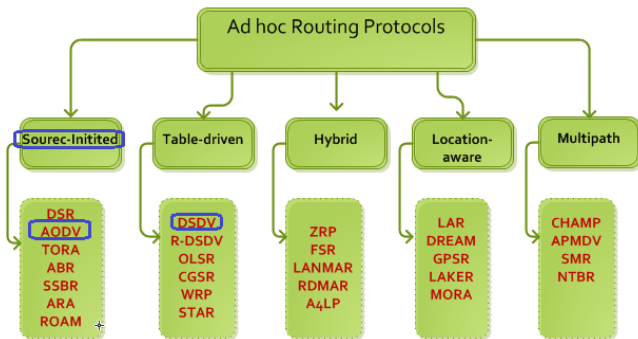 Ad hoc Routing Protocols
Sourec-Initited
Table-driven
Hybrid
Location-
aware
Multipath
DSR
AODV
TORA
ABR
SSBR
ARA
ROAM
DSDV
R-DSDV
OLSR
CGSR
WRP
STAR
ZRP
FSR
LANMAR
RDMAR
A4LP
LAR
DREAM
GPSR
LAKER
MORA
CHAMP
APMDV
SMR
NTBR